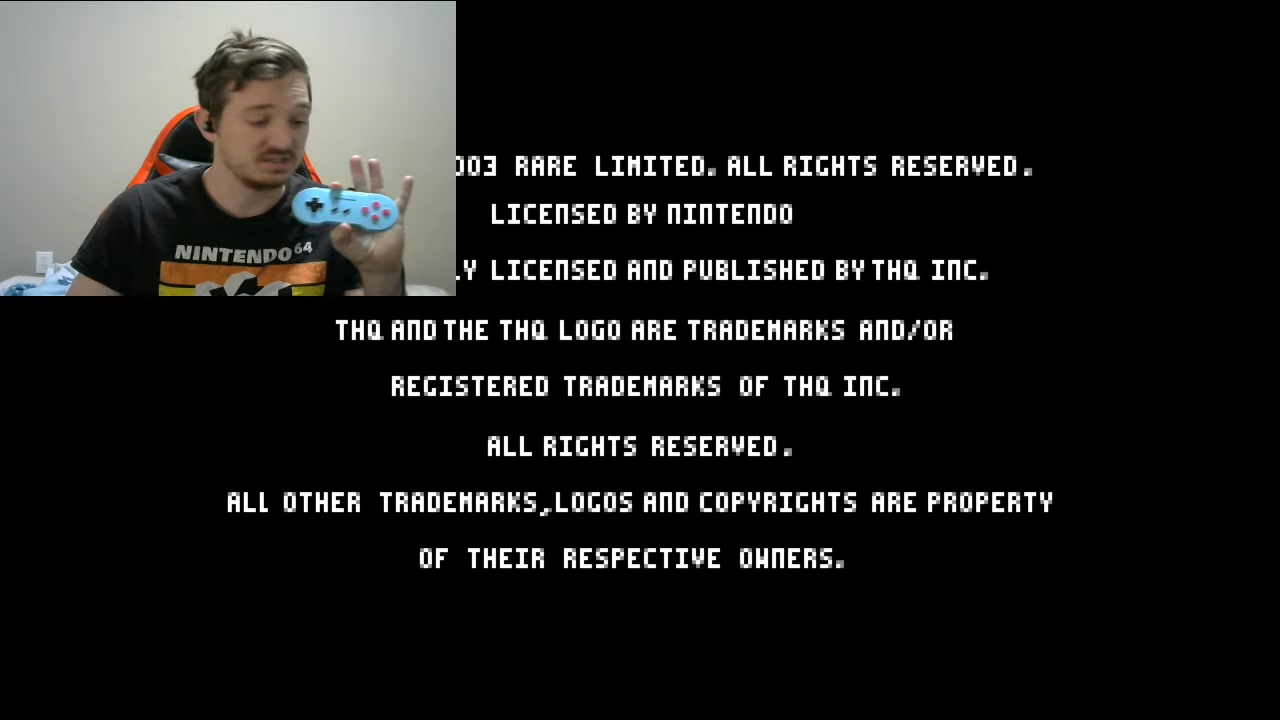 003 RARE LIMITED. ALL RIGHTS RESERVED.
LICENSED BY NINTENDO
LY LICENSED AND PUBLISHED BY THQ INC.
THQ AND THE THQ LOGO ARE TRADEMARKS AND/OR
REGISTERED TRADEMARKS OF THQ INC.
ALL RIGHTS RESERVED.
ALL OTHER TRADEMARKS,LOGOS AND COPYRIGHTS ARE PROPERTY
OF THEIR RESPECTIVE OWNERS.
NINTENDO64